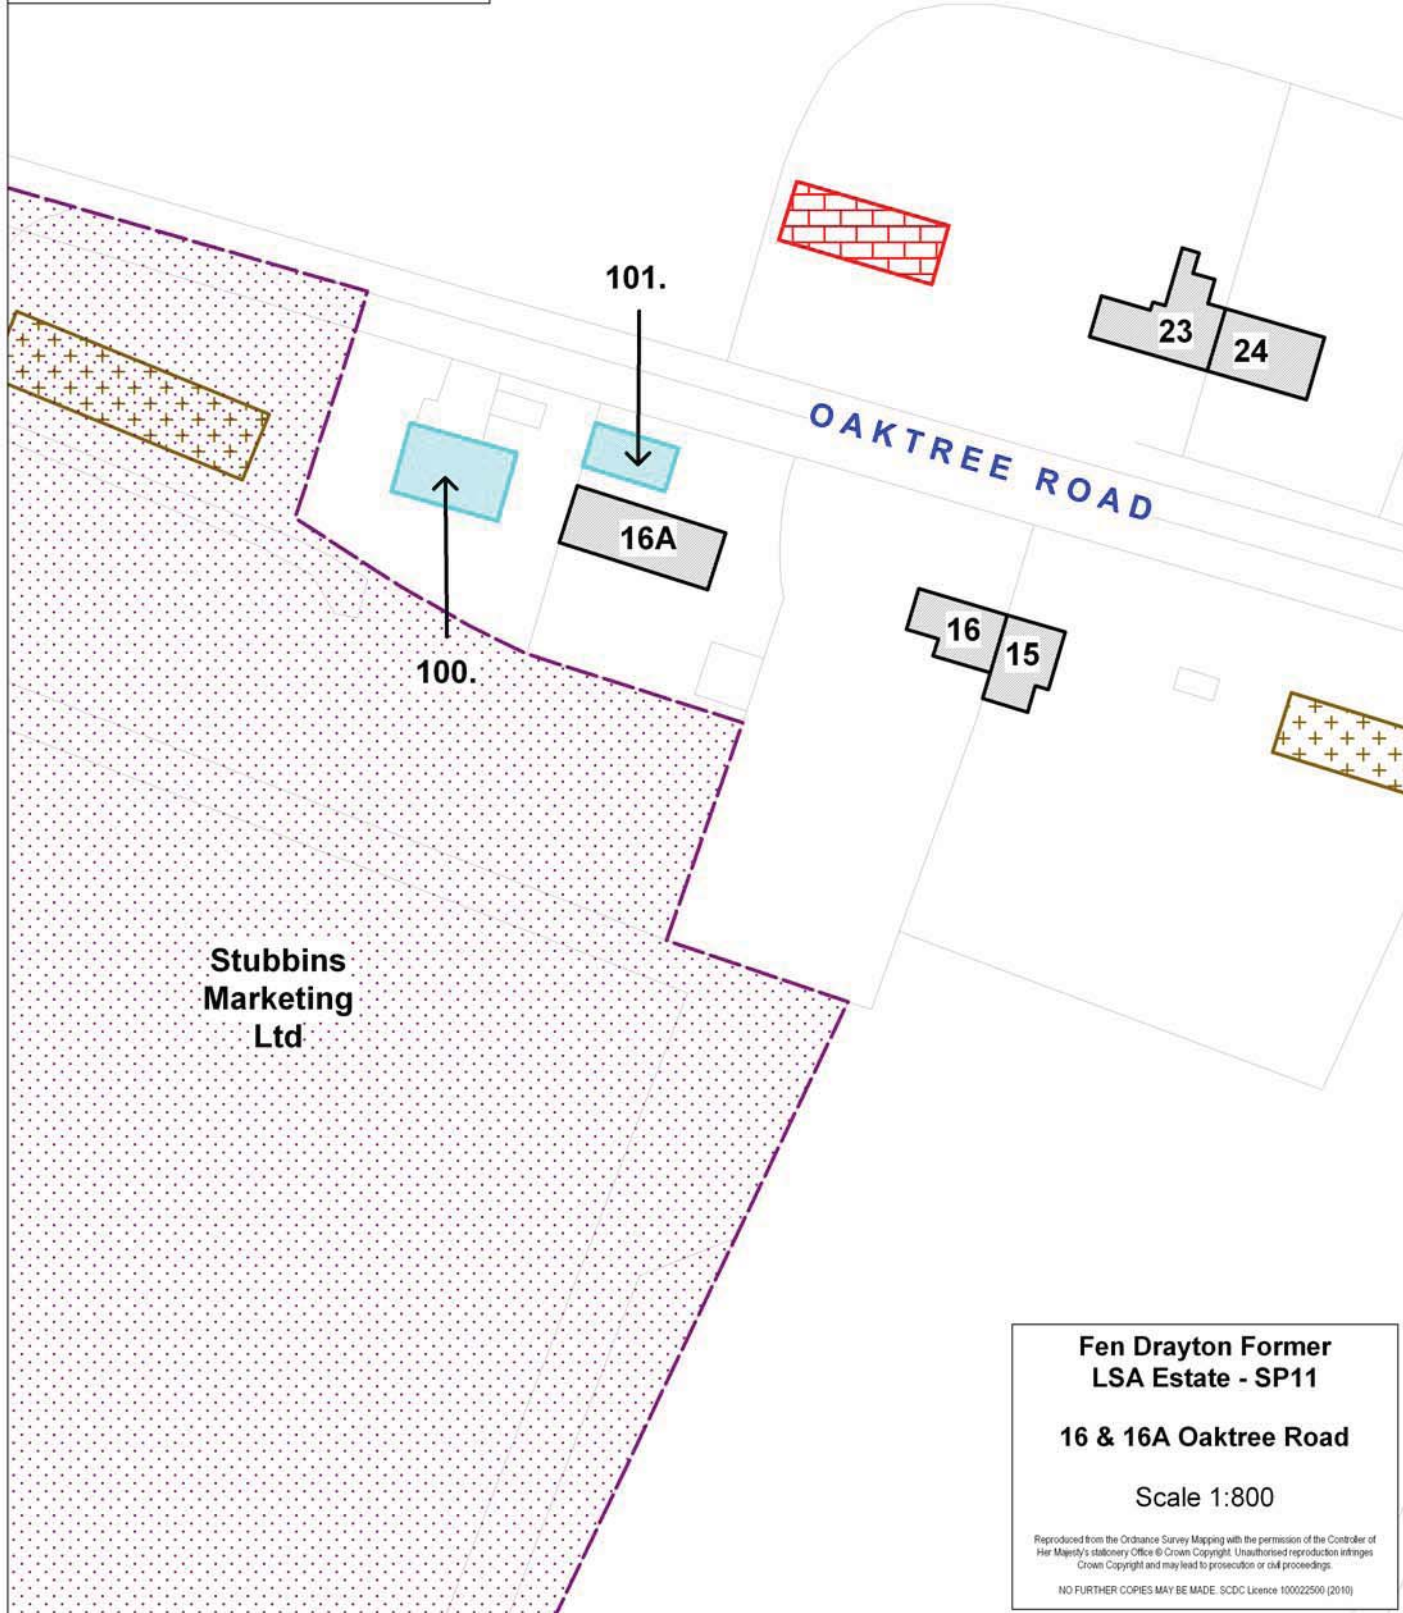 101.
23
24
OAKTREE ROAD
16A
16
15
100.
Stubbins
Marketing
Ltd
Fen Drayton Former
LSA Estate - SP11
16 & 16A Oaktree Road
Scale 1:800
Reproduced from the Ordnance Survey Mapping with the permission of the Controller of
Her Majesty's stationery Office © Crown Copyright. Unauthorised reproduction infringes
Crown Copyright and may lead to prosecution or civil proceedings.
NO FURTHER COPIES MAY BE MADE. SCDC Licence 100022500 (2010)